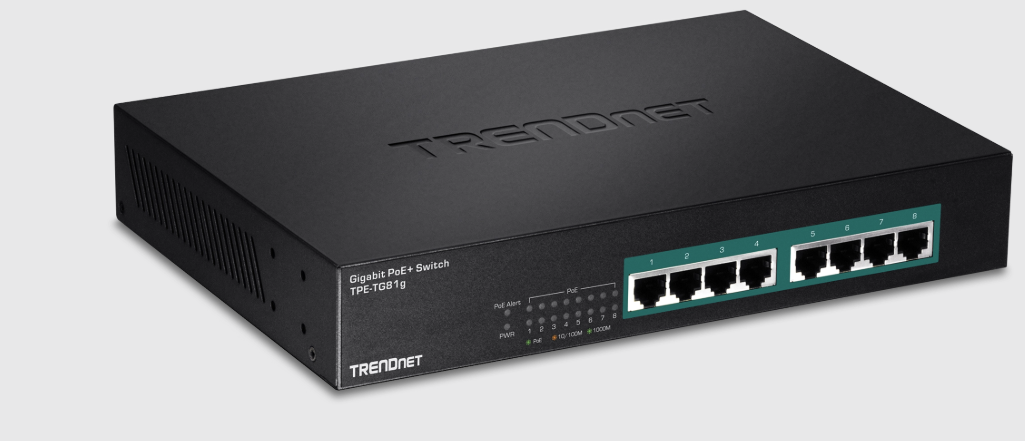 TRENDNET
Gigabit PoE+ Switch
TPE-TG81g
PoE Alert
PoE
PWR
1 2 3 4 5 6 7 8
PoE 10/100M 1000M
1 2 3 4 5 6 7 8
TRENDNET